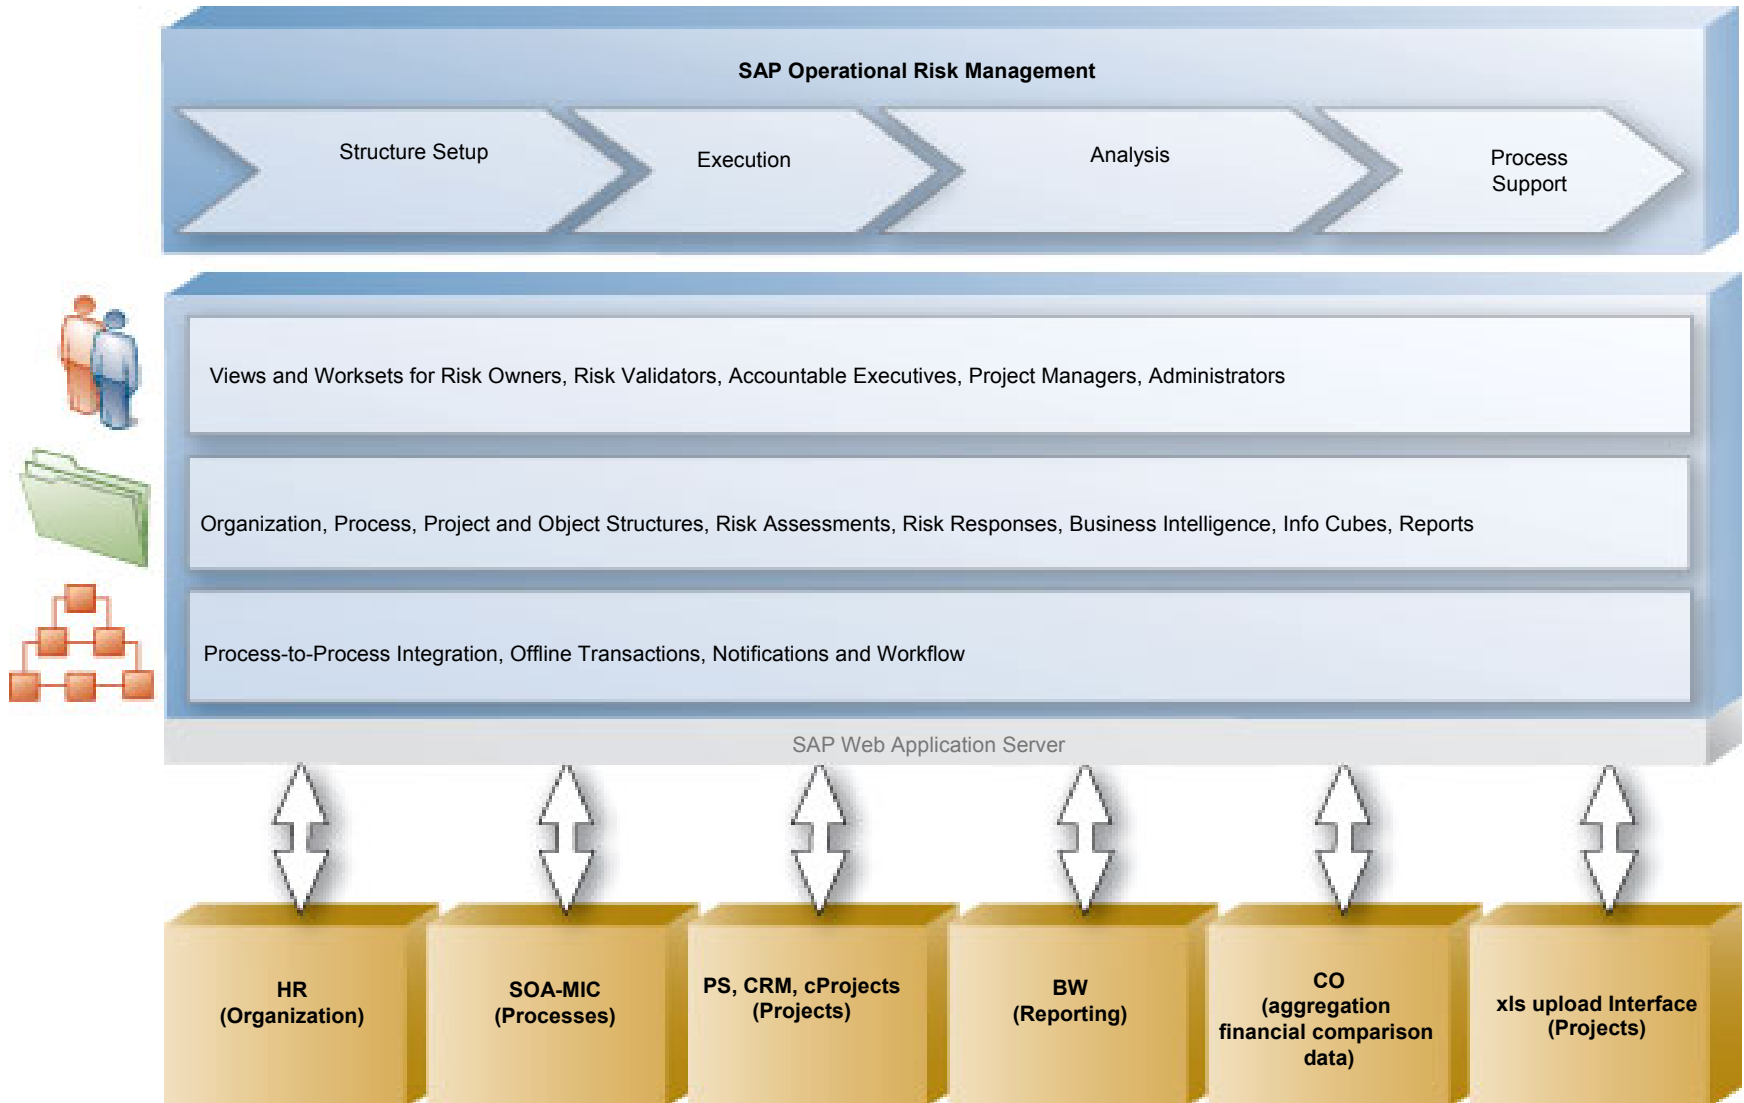 SAP Operational Risk Management
Structure Setup
Execution
Analysis
Process
Support
Views and Worksets for Risk Owners, Risk Validators, Accountable Executives, Project Managers, Administrators
Organization, Process, Project and Object Structures, Risk Assessments, Risk Responses, Business Intelligence, Info Cubes, Reports
Process-to-Process Integration, Offline Transactions, Notifications and Workflow
SAP Web Application Server
HR
(Organization)
SOA-MIC
(Processes)
PS, CRM, cProjects
(Projects)
BW
(Reporting)
CO
(aggregation
financial comparison
data)
xls upload Interface
(Projects)